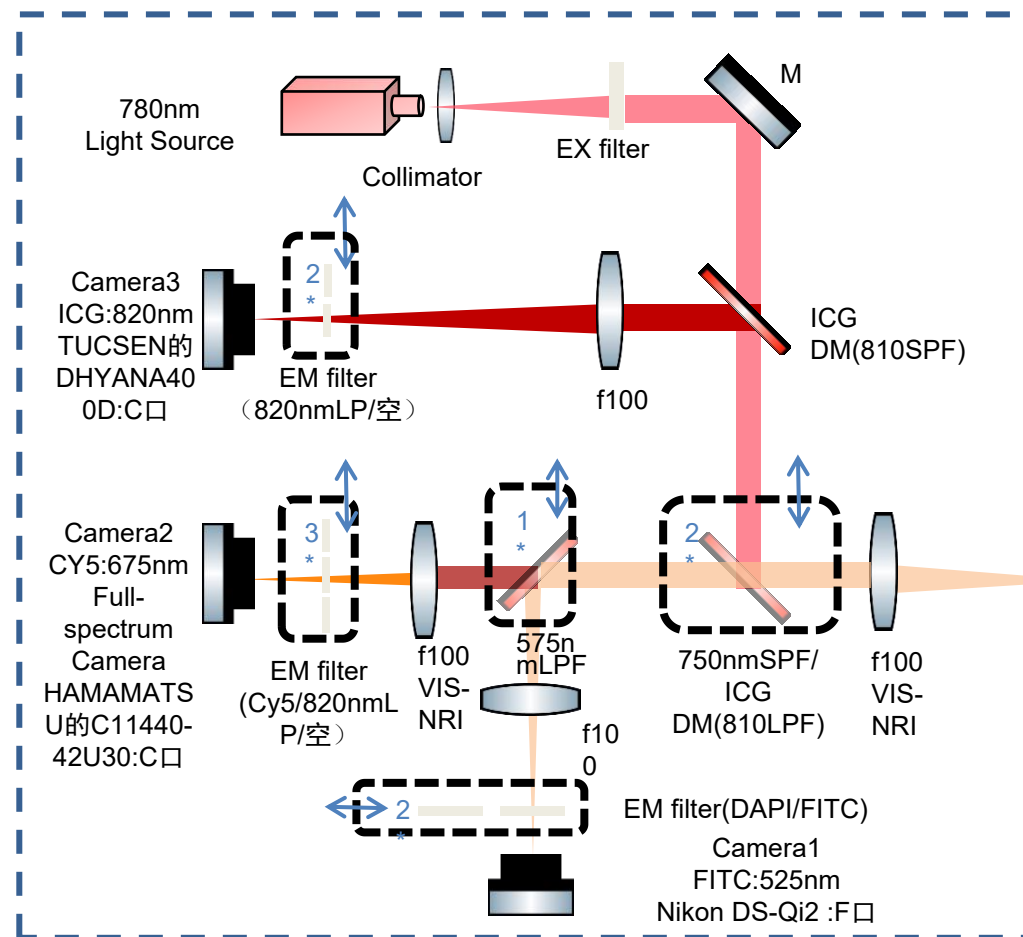 780nm
Light Source
Collimator
EX filter
M
Camera3
ICG:820nm
TUCSEN的
DHYANA40
0D:C口
2
*
EM filter
（820nmLP/空）
f100
ICG
DM(810SPF)
Camera2
CY5:675nm
Full-
spectrum
Camera
HAMAMATS
U的C11440-
42U30:C口
3
*
EM filter
(Cy5/820nmL
P/空）
f100
VIS-
NRI
1
*
575n
mLPF
2
*
750nmSPF/
ICG
DM(810LPF)
f100
VIS-
NRI
f10
0
2
*
EM filter(DAPI/FITC)
Camera1
FITC:525nm
Nikon DS-Qi2 :F口